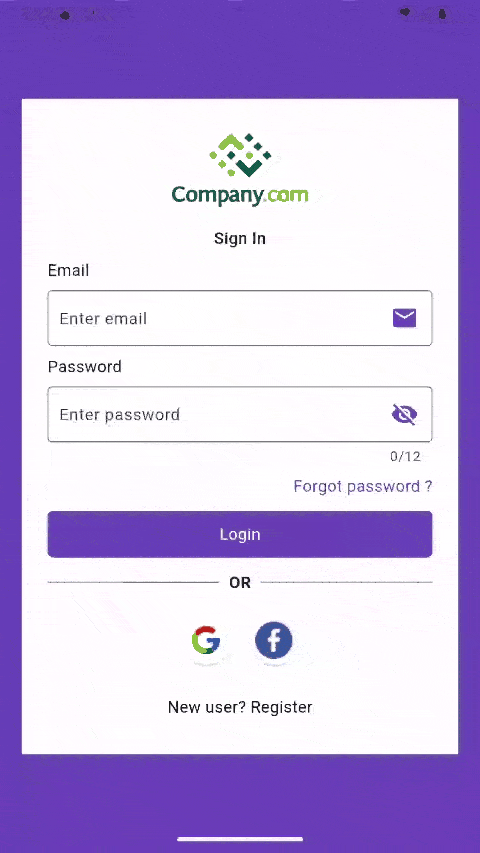 Company.com
Sign In
Email
Enter email
Password
Enter password
0/12
Forgot password ?
Login
OR
G f
New user? Register